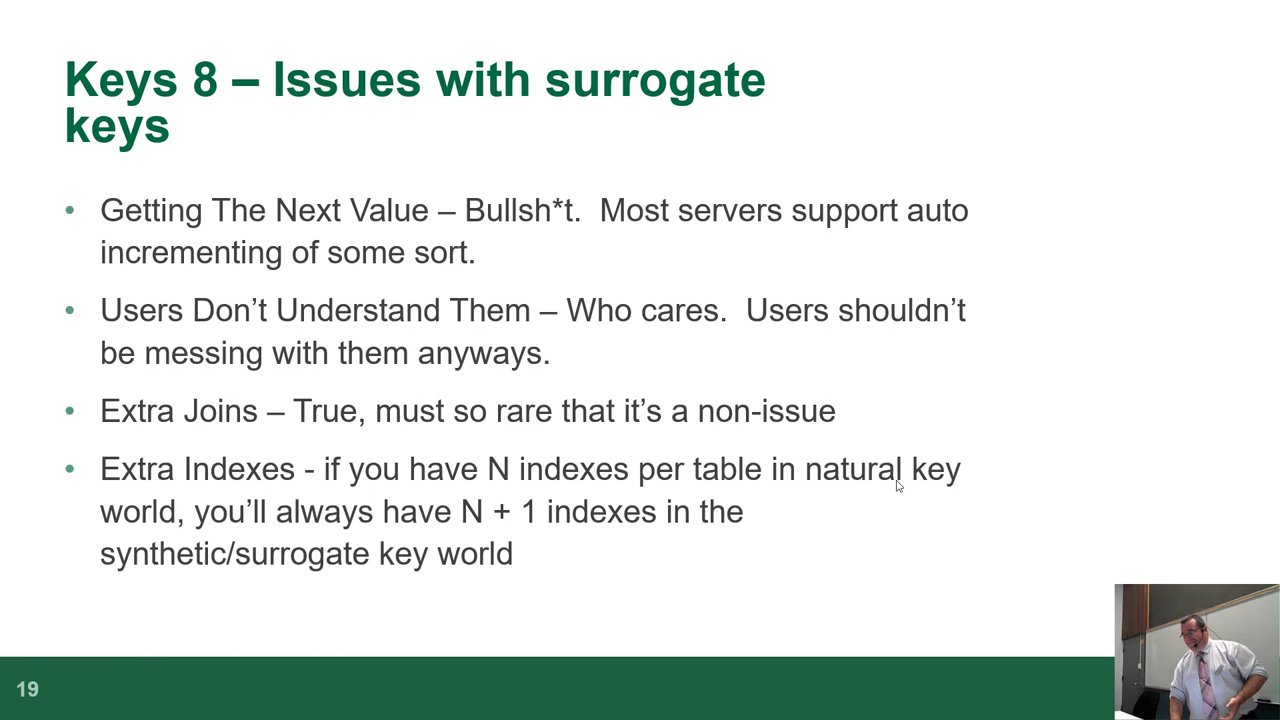 Keys 8 – Issues with surrogate
keys
• Getting The Next Value – Bullsh*t.  Most servers support auto
incrementing of some sort.
• Users Don’t Understand Them – Who cares.  Users shouldn’t
be messing with them anyways.
• Extra Joins – True, must so rare that it’s a non-issue
• Extra Indexes - if you have N indexes per table in natural key
world, you’ll always have N + 1 indexes in the
synthetic/surrogate key world
19